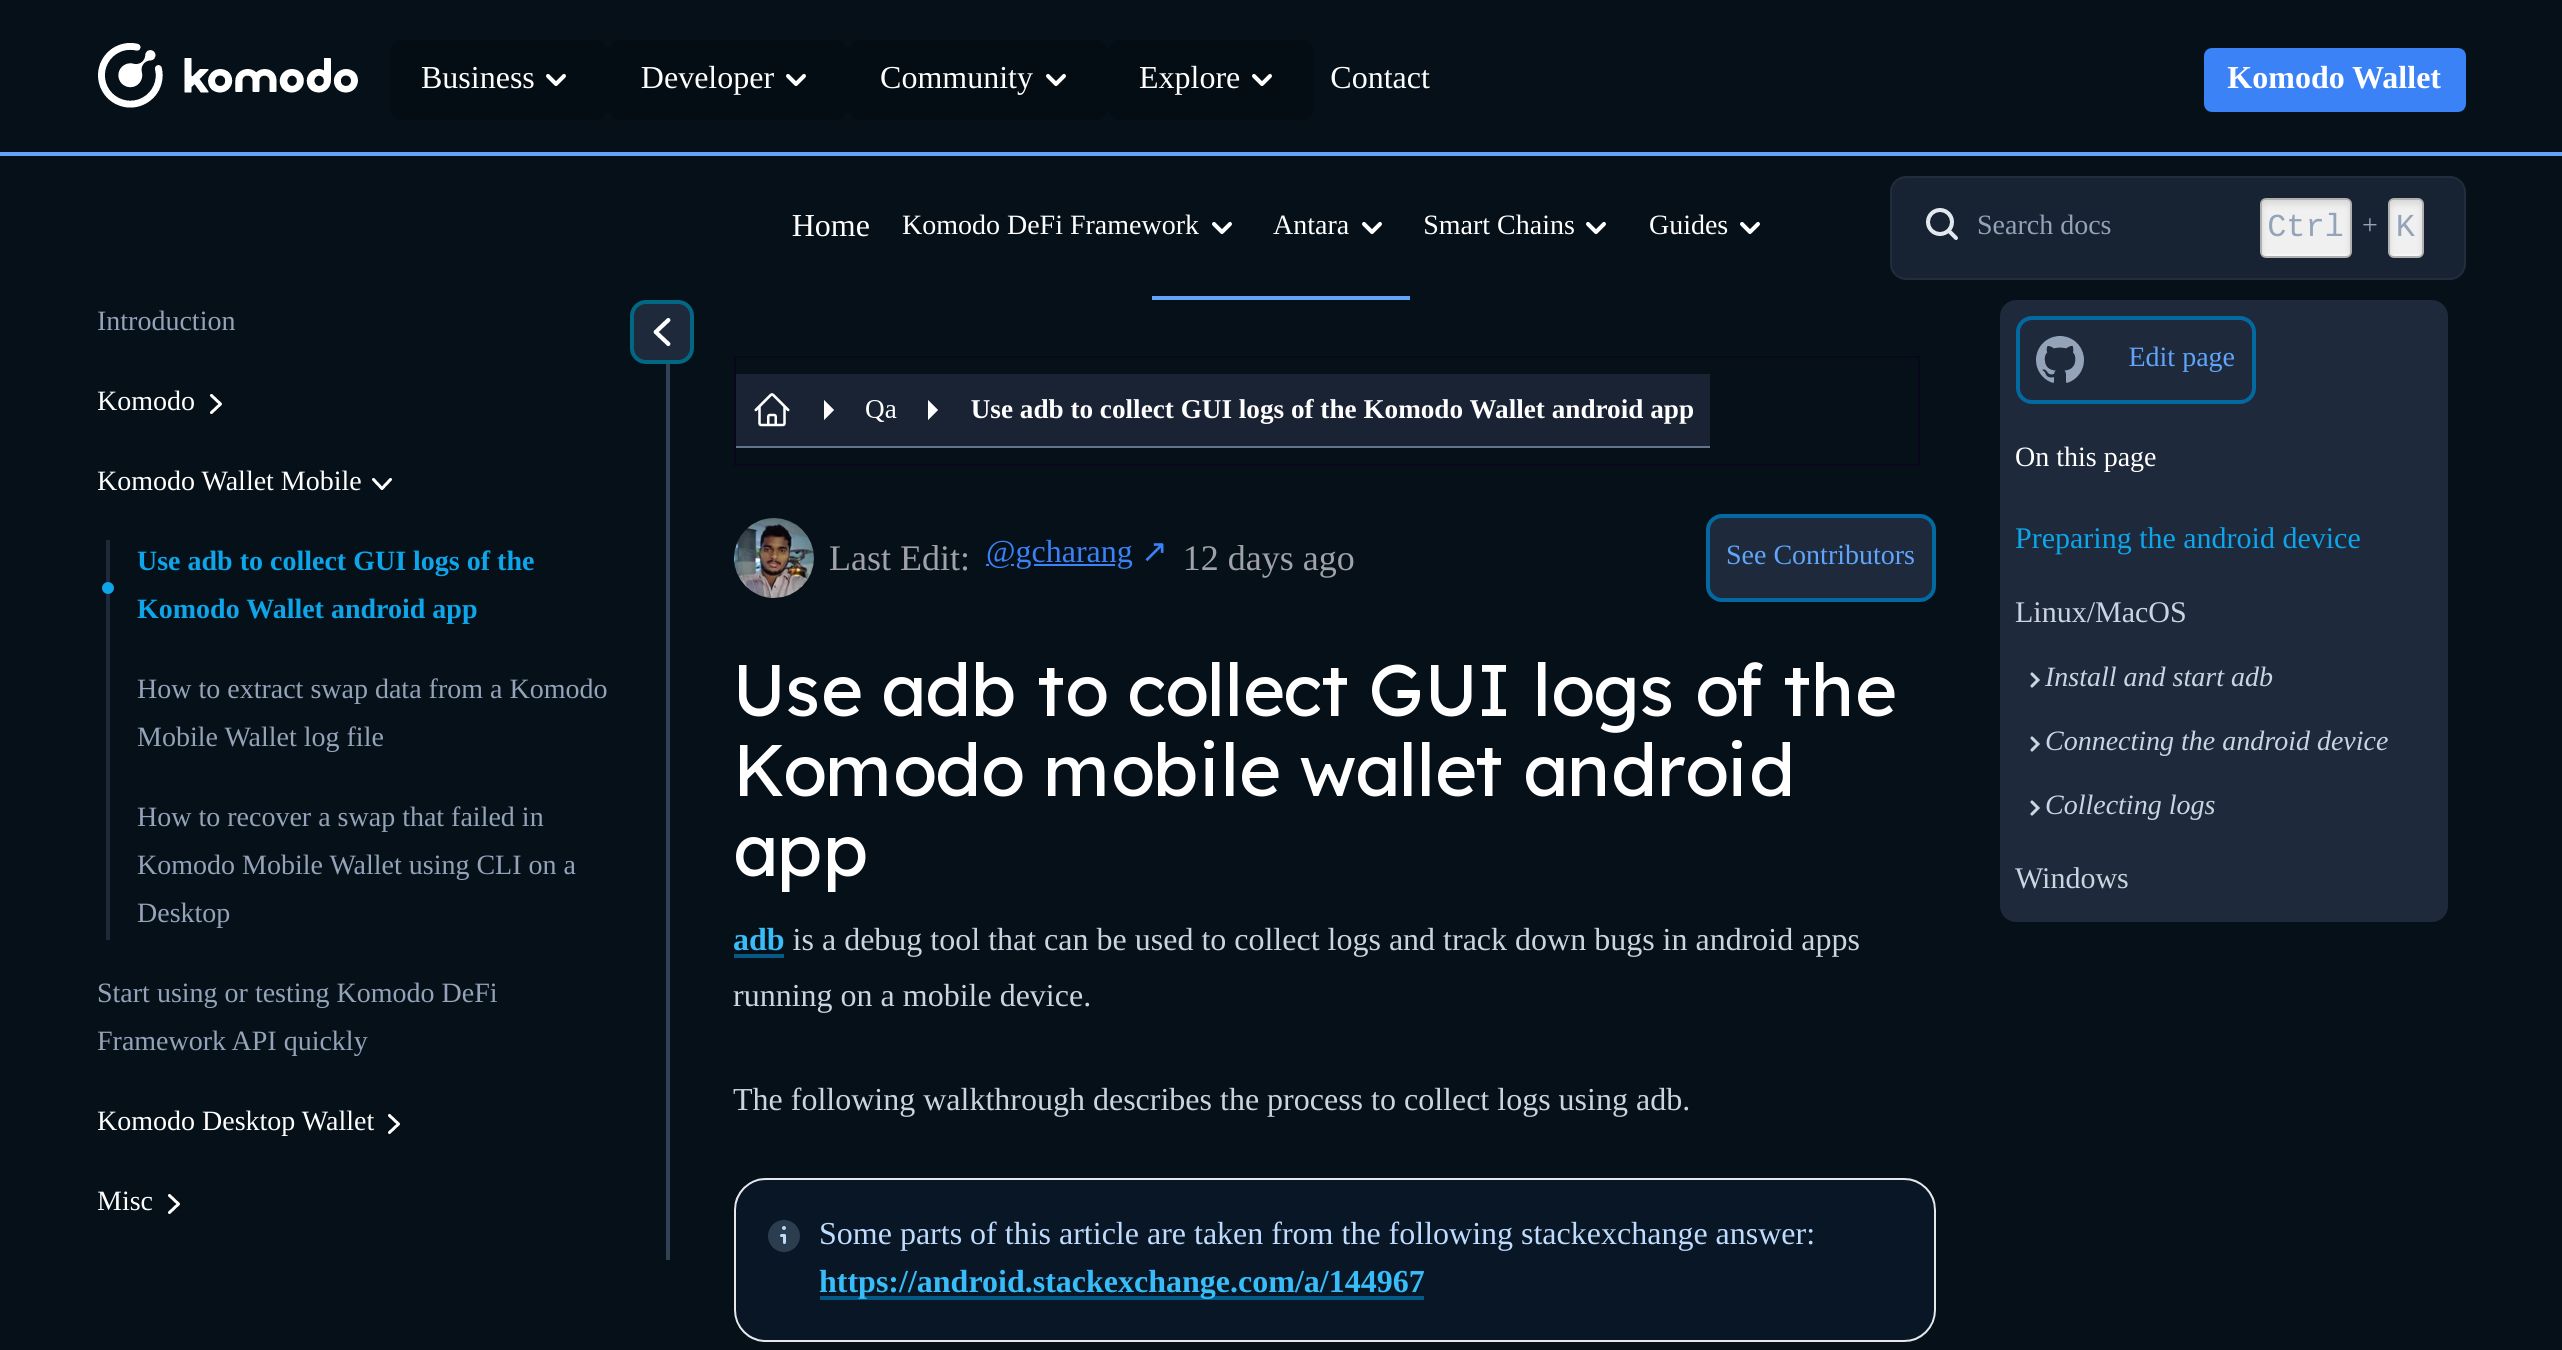 komodo
Business
Developer
Community
Explore
Contact
Komodo Wallet
Home
Komodo DeFi Framework
Antara
Smart Chains
Guides
Search docs
Ctrl + K
Introduction
Komodo
Komodo Wallet Mobile
Use adb to collect GUI logs of the
Komodo Wallet android app
How to extract swap data from a Komodo
Mobile Wallet log file
How to recover a swap that failed in
Komodo Mobile Wallet using CLI on a
Desktop
Start using or testing Komodo DeFi
Framework API quickly
Komodo Desktop Wallet
Misc
Qa
Use adb to collect GUI logs of the Komodo Wallet android app
Last Edit: @gcharang ↗ 12 days ago
See Contributors
Use adb to collect GUI logs of the
Komodo mobile wallet android
app
adb is a debug tool that can be used to collect logs and track down bugs in android apps
running on a mobile device.
The following walkthrough describes the process to collect logs using adb.
Some parts of this article are taken from the following stackexchange answer:
https://android.stackexchange.com/a/144967
Edit page
On this page
Preparing the android device
Linux/MacOS
Install and start adb
Connecting the android device
Collecting logs
Windows